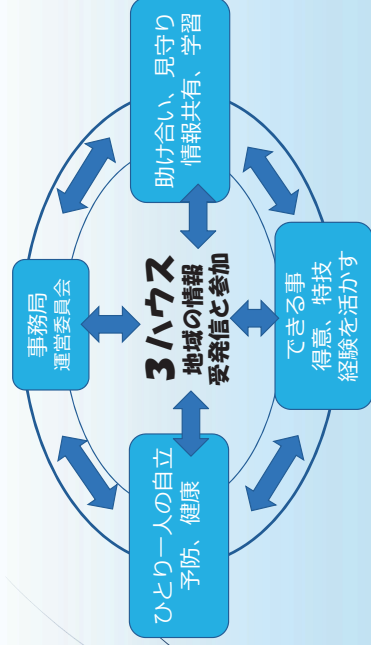 事務局
運営委員会
助け合い、見守り
情報共有、学習
3ハウス
地域の情報
受発信と参加
ひとり一人の自立
予防、健康
できる事
得意、特技
経験を活かす